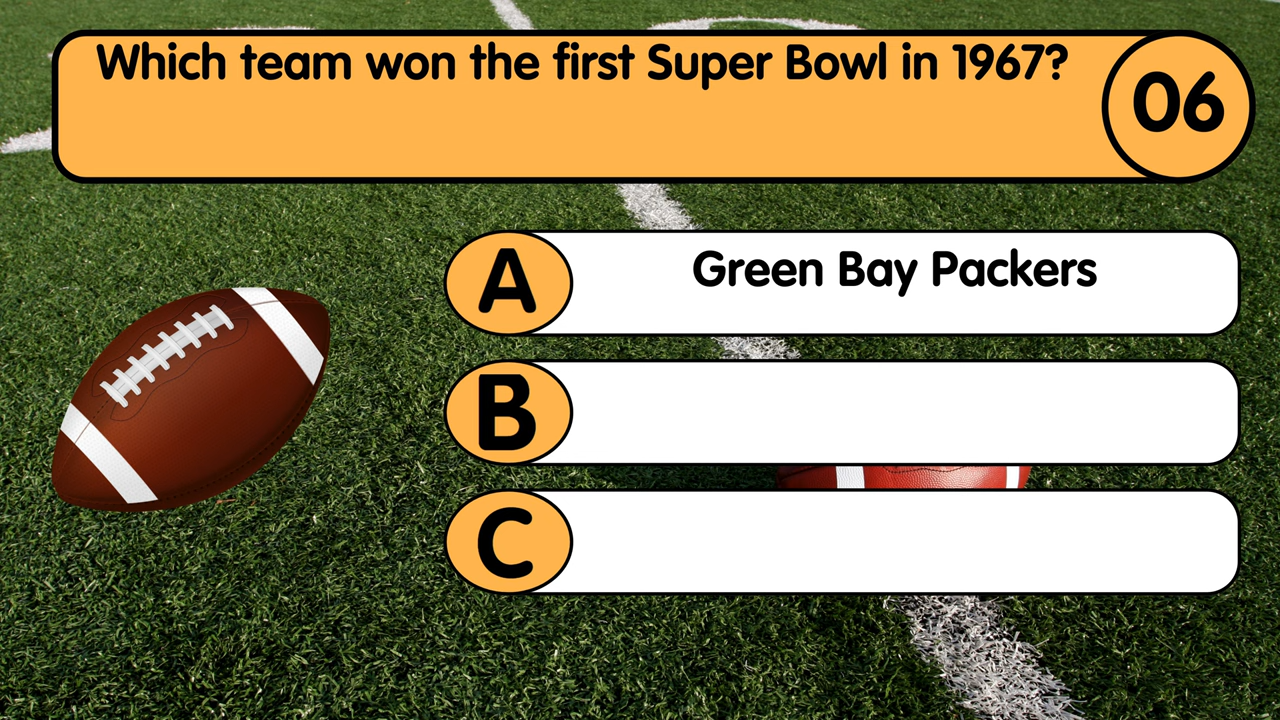 Which team won the first Super Bowl in 1967?
06
A
Green Bay Packers
B
C